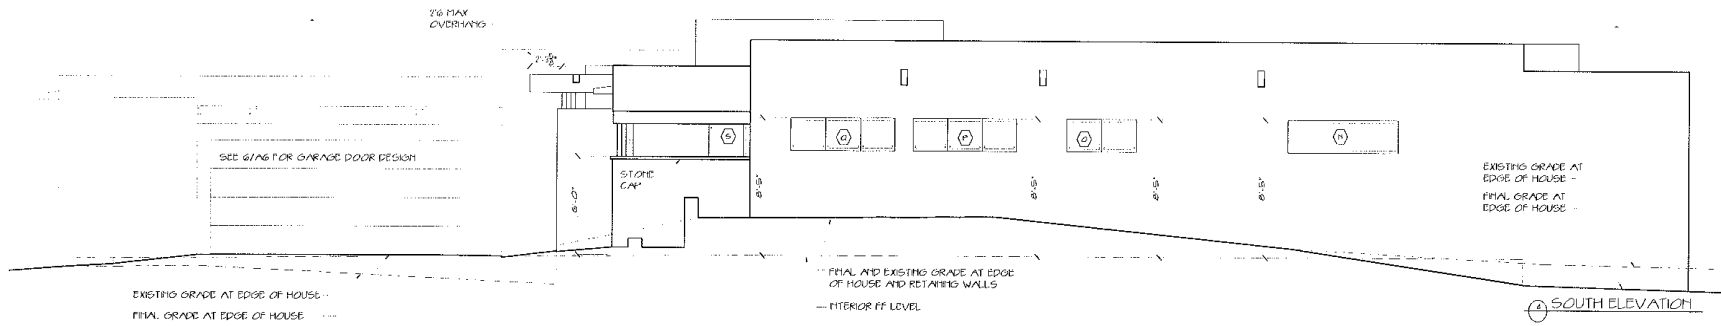 2'6 MAX
OVERHANG
SEE 6/A6 FOR GARAGE DOOR DESIGN
STONE
CAP
6'-0"
8'-5"
8'-5"
8'-5"
8'-5"
S
Q
P
O
N
EXISTING GRADE AT
EDGE OF HOUSE
FINAL GRADE AT
EDGE OF HOUSE
EXISTING GRADE AT EDGE OF HOUSE
FINAL GRADE AT EDGE OF HOUSE
FINAL AND EXISTING GRADE AT EDGE
OF HOUSE AND RETAINING WALLS
INTERIOR FF LEVEL
SOUTH ELEVATION